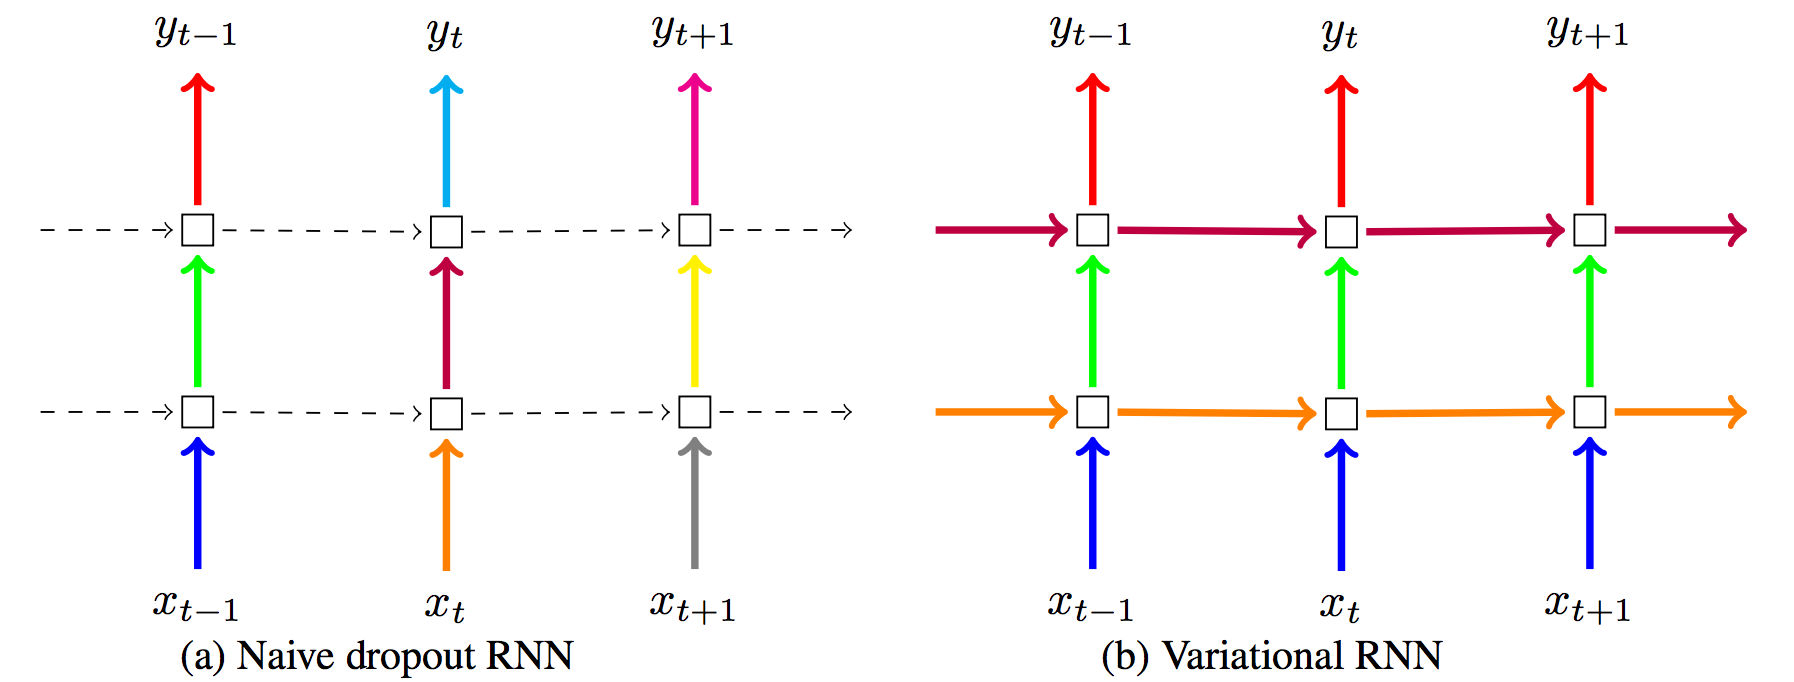 y_{t−1} y_t y_{t+1} y_{t−1} y_t y_{t+1}
x_{t−1} x_t x_{t+1} x_{t−1} x_t x_{t+1}
(a) Naive dropout RNN (b) Variational RNN